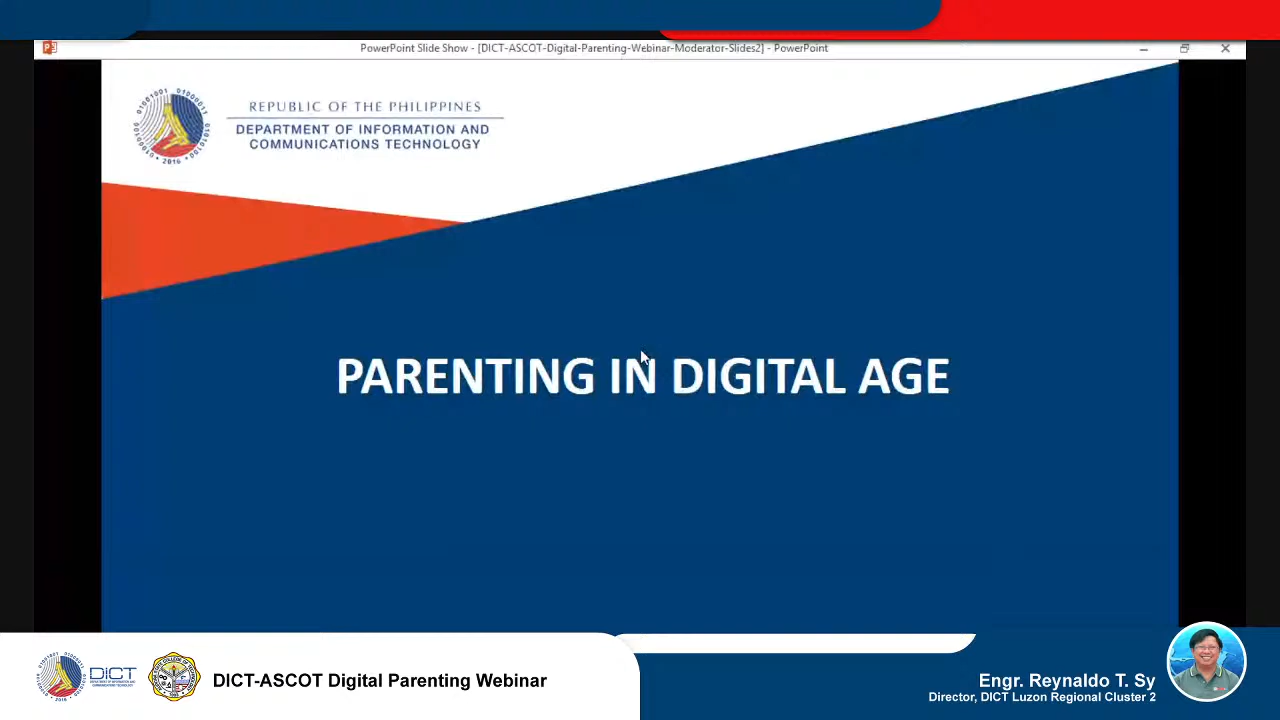 PowerPoint Slide Show - [DICT-ASCOT-Digital-Parenting-Webinar-Moderator-Slides2] - PowerPoint
REPUBLIC OF THE PHILIPPINES
DEPARTMENT OF INFORMATION AND
COMMUNICATIONS TECHNOLOGY
2016
PARENTING IN DIGITAL AGE
DICT
DICT-ASCOT Digital Parenting Webinar
Engr. Reynaldo T. Sy
Director, DICT Luzon Regional Cluster 2